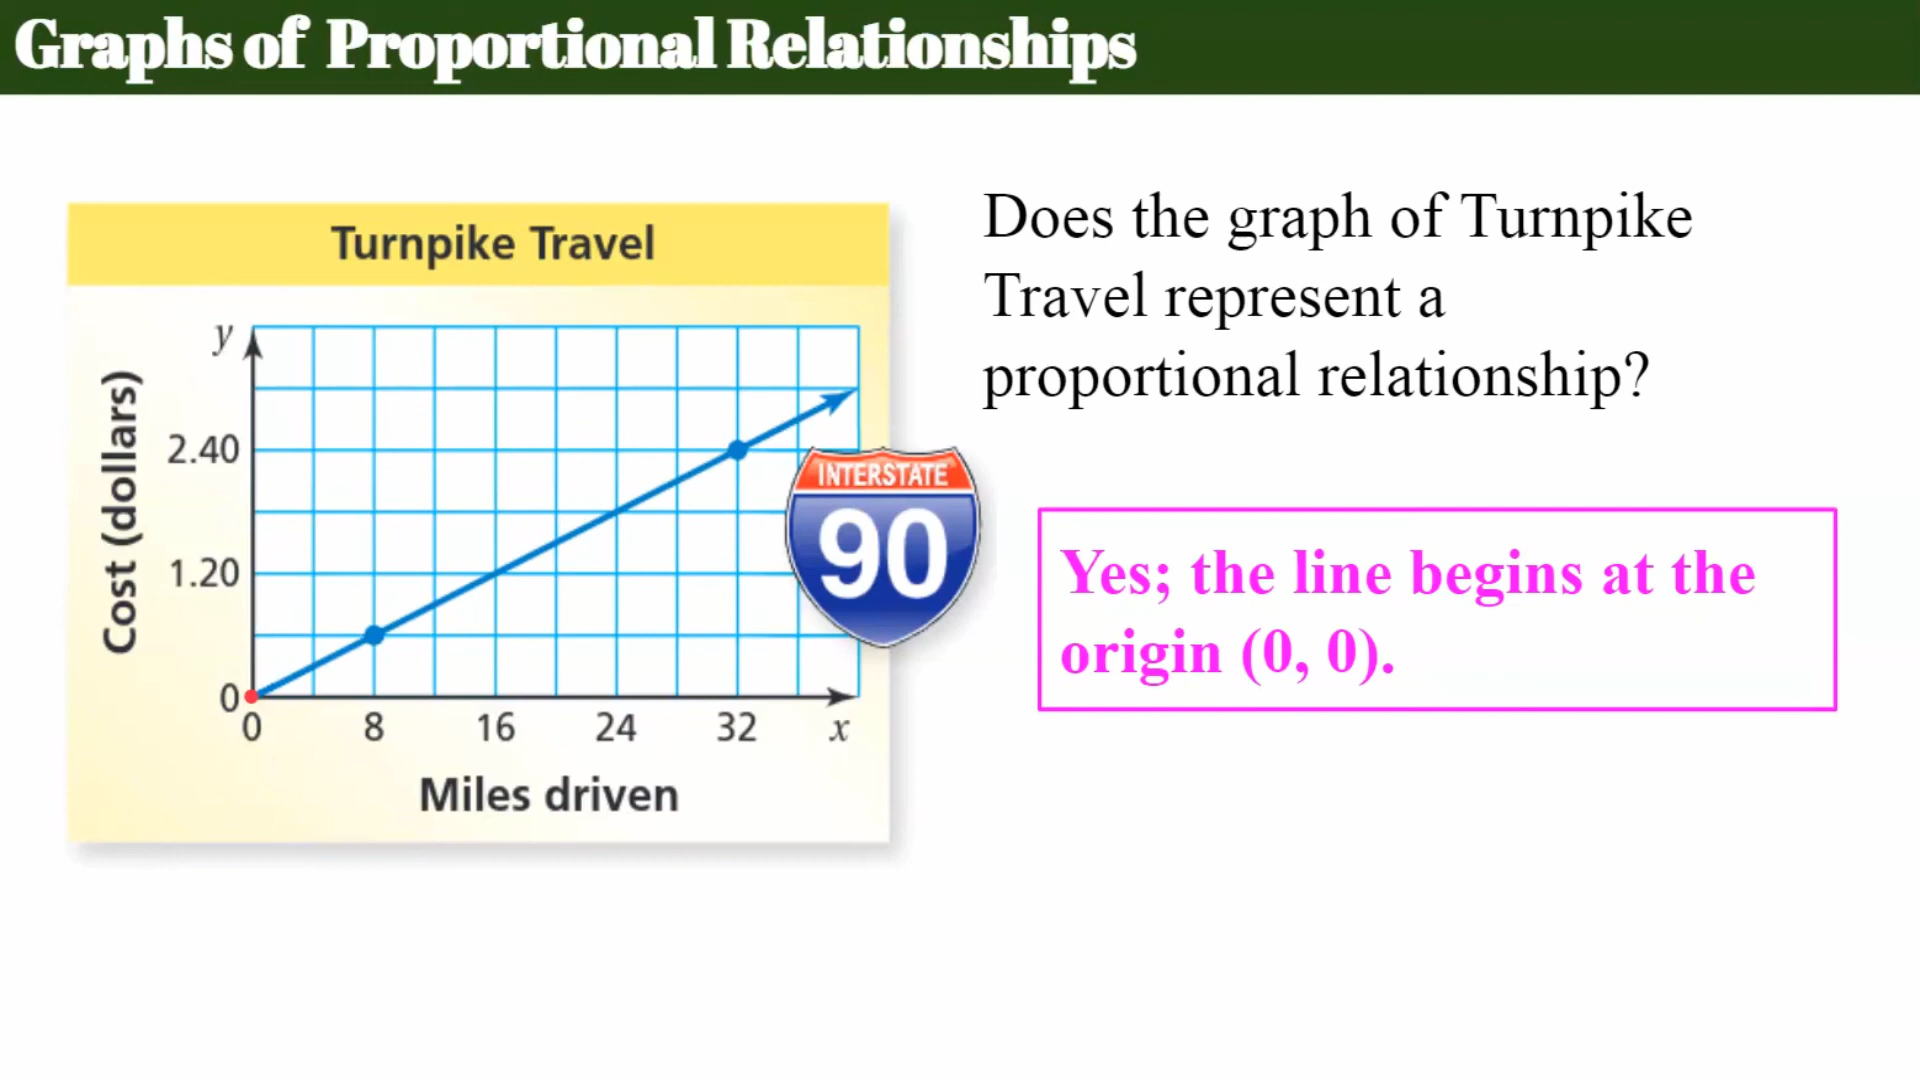 Graphs of Proportional Relationships
Turnpike Travel
y
Cost (dollars)
2.40
1.20
0
0 8 16 24 32 x
Miles driven
INTERSTATE
90
Does the graph of Turnpike
Travel represent a
proportional relationship?
Yes; the line begins at the
origin (0, 0).